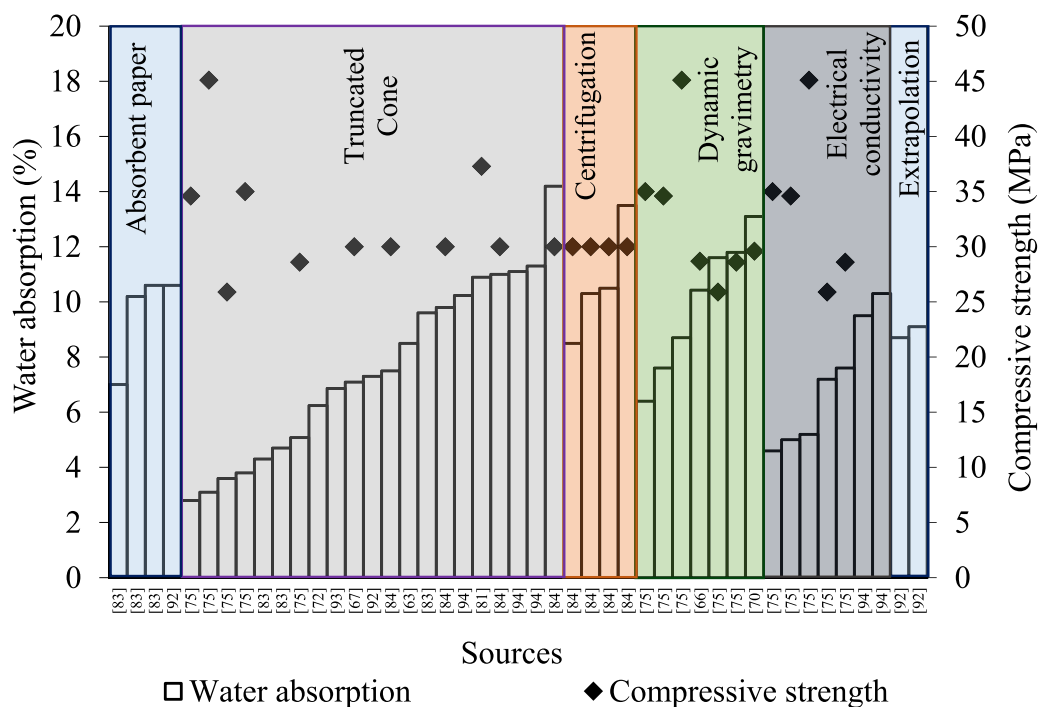 20
18
16
14
12
10
8
6
4
2
0
Water absorption (%)
Absorbent paper
Truncated
Cone
Centrifugation
Dynamic
gravimetry
Electrical
conductivity
Extrapolation
50
45
40
35
30
25
20
15
10
5
0
Compressive strength (MPa)
[83] [83] [83] [92] [75] [75] [75] [75] [83] [83] [75] [72] [93] [67] [92] [84] [63] [83] [84] [94] [81] [84] [94] [94] [84] [84] [84] [84] [84] [75] [75] [75] [66] [75] [75] [70] [75] [75] [75] [75] [75] [94] [94] [92] [92]
Sources
Water absorption
Compressive strength